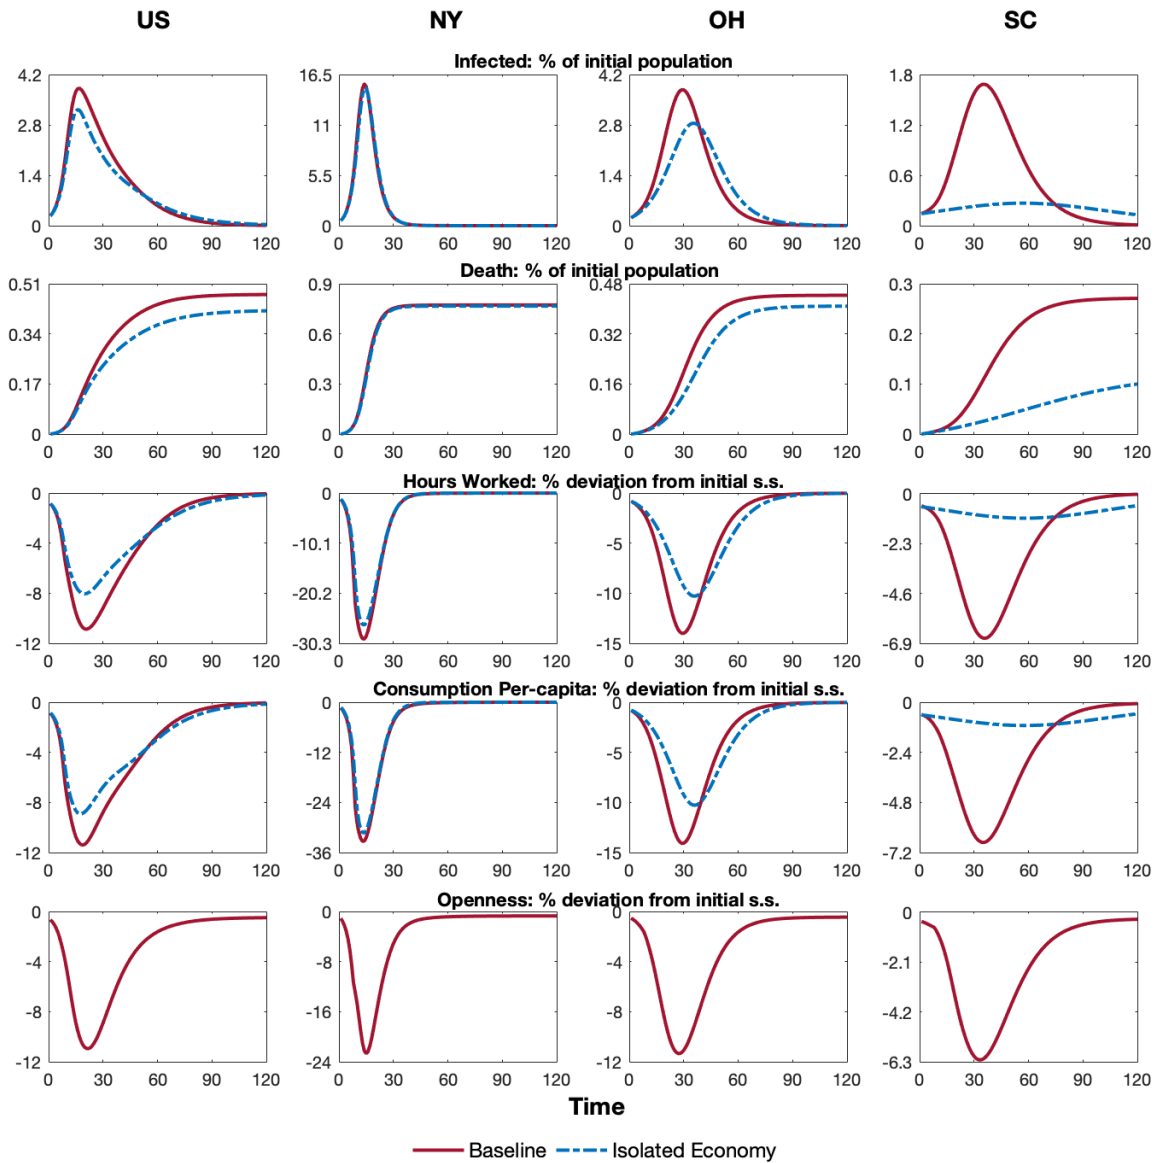 US NY OH SC
Infected: % of initial population
4.2 2.8 1.4 0
0 30 60 90 120
16.5 11 5.5 0
0 30 60 90 120
4.2 2.8 1.4 0
0 30 60 90 120
1.8 1.2 0.6 0
0 30 60 90 120
Death: % of initial population
0.51 0.34 0.17 0
0 30 60 90 120
0.9 0.6 0.3 0
0 30 60 90 120
0.48 0.32 0.16 0
0 30 60 90 120
0.3 0.2 0.1 0
0 30 60 90 120
Hours Worked: % deviation from initial s.s.
0 -4 -8 -12
0 30 60 90 120
0 -10.1 -20.2 -30.3
0 30 60 90 120
0 -5 -10 -15
0 30 60 90 120
0 -2.3 -4.6 -6.9
0 30 60 90 120
Consumption Per-capita: % deviation from initial s.s.
0 -4 -8 -12
0 30 60 90 120
0 -12 -24 -36
0 30 60 90 120
0 -5 -10 -15
0 30 60 90 120
0 -2.4 -4.8 -7.2
0 30 60 90 120
Openness: % deviation from initial s.s.
0 -4 -8 -12
0 30 60 90 120
0 -8 -16 -24
0 30 60 90 120
0 -4 -8 -12
0 30 60 90 120
0 -2.1 -4.2 -6.3
0 30 60 90 120
Time
Baseline Isolated Economy